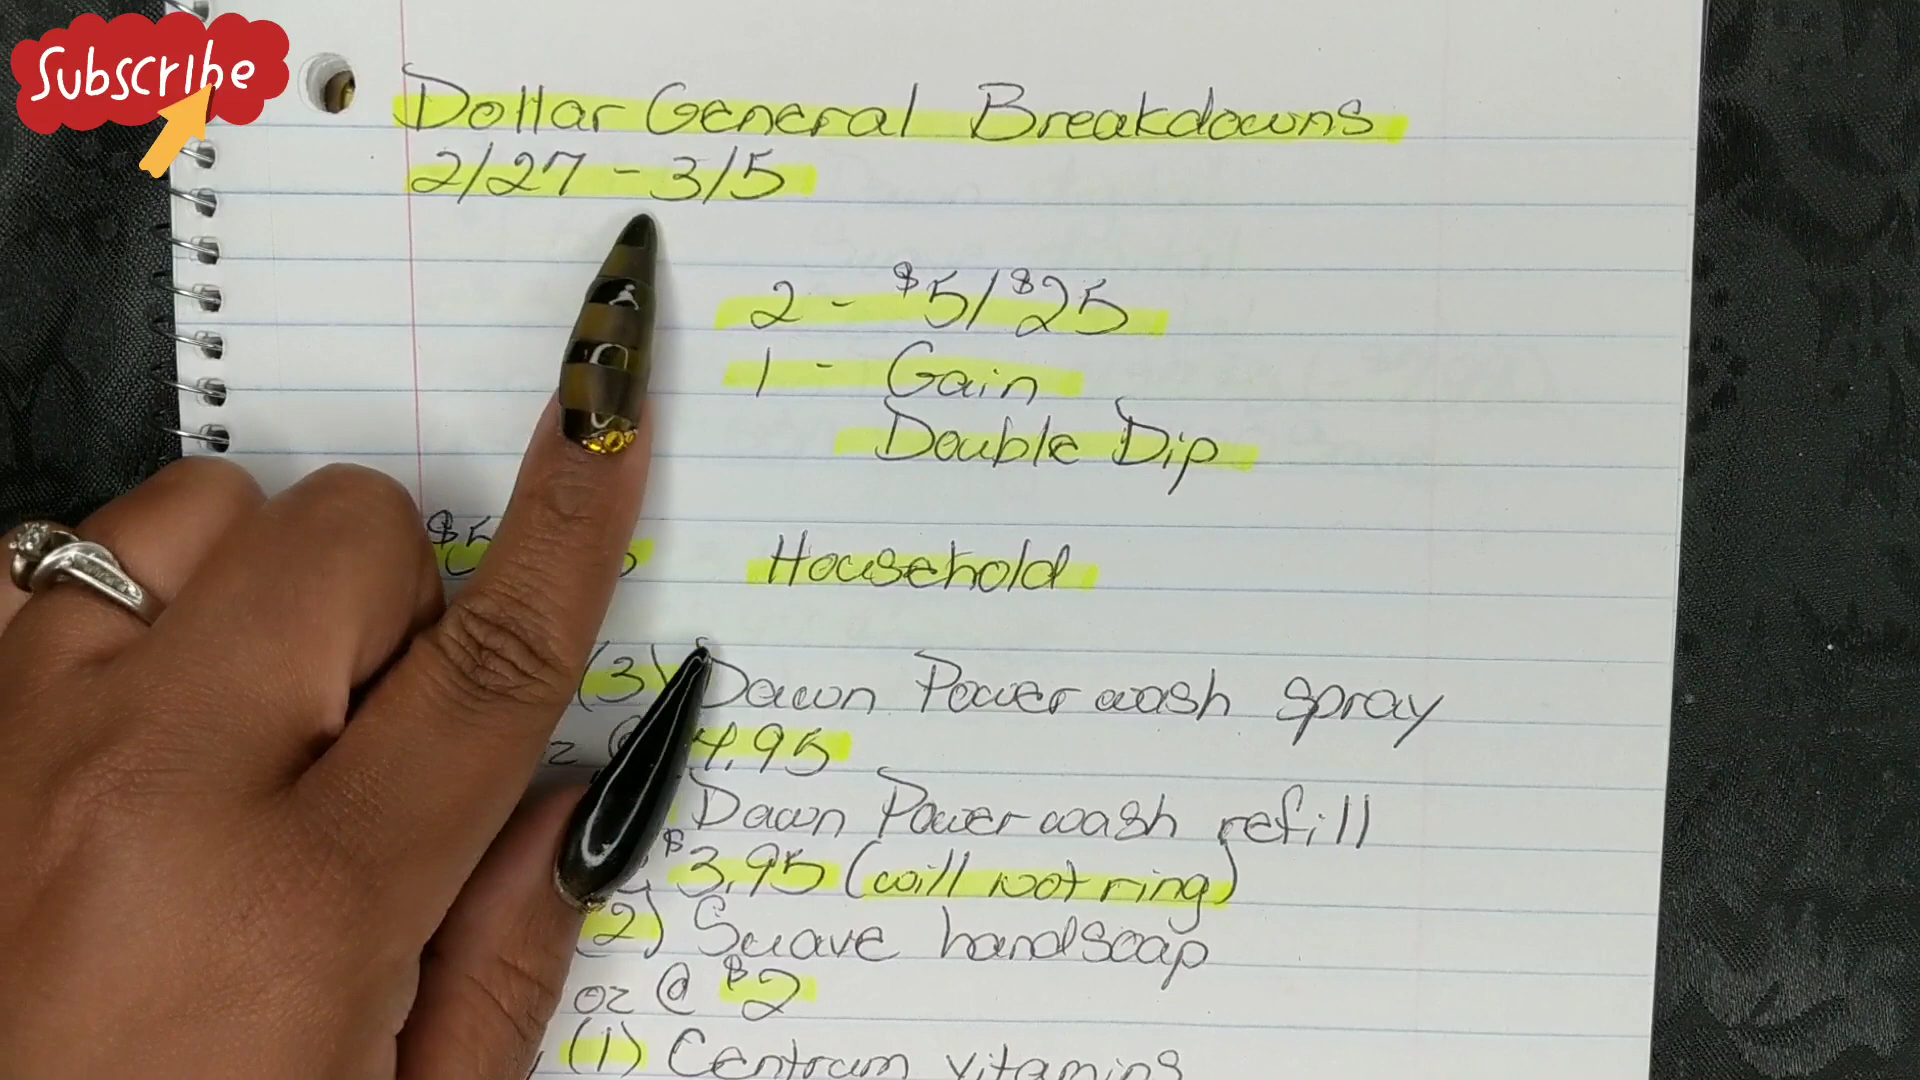 Subscribe
Dollar General Breakdowns
2/27 - 3/5
2 - $5/$25
1 - Gain
Double Dip
$5
Household
(3) Dawn Powerwash spray
oz @ 4.95
Dawn Powerwash refill
$3.95 (will not ring)
(2) Suave handsoap
oz @ $2
(1) Centrum vitamins